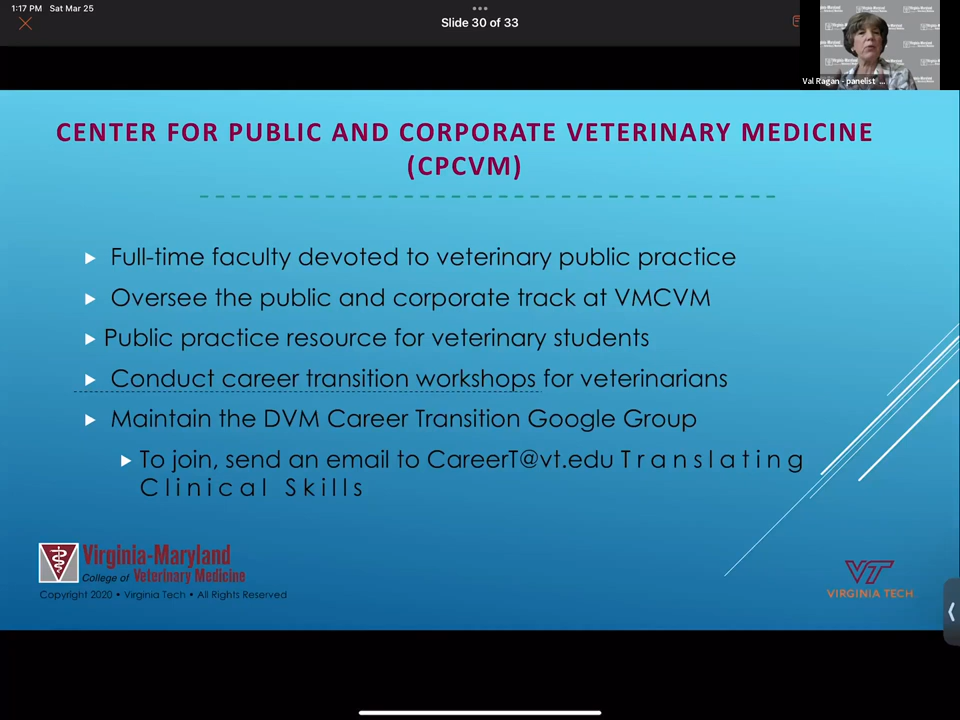 1:17 PM Sat Mar 25
Slide 30 of 33
Val Ragan - panelist ...
CENTER FOR PUBLIC AND CORPORATE VETERINARY MEDICINE
(CPCVM)
Full-time faculty devoted to veterinary public practice
Oversee the public and corporate track at VMCVM
Public practice resource for veterinary students
Conduct career transition workshops for veterinarians
Maintain the DVM Career Transition Google Group
To join, send an email to CareerT@vt.edu Translating
Clinical Skills
Virginia-Maryland
College of Veterinary Medicine
Copyright 2020 • Virginia Tech • All Rights Reserved
VT
VIRGINIA TECH